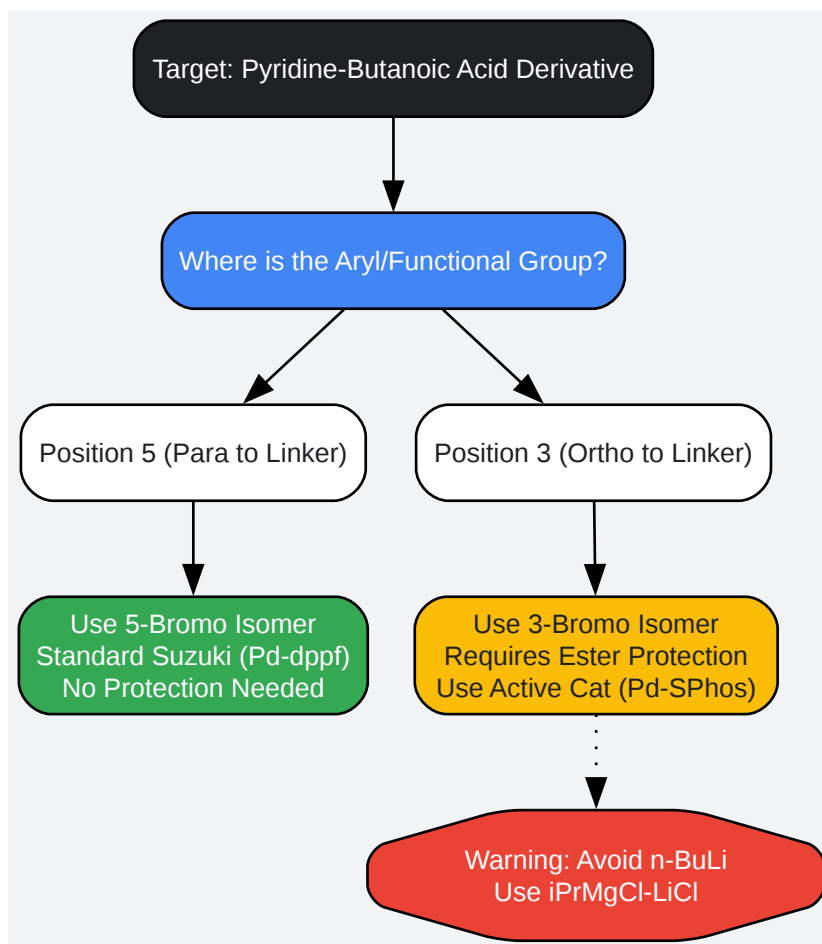 Target: Pyridine-Butanoic Acid Derivative
Where is the Aryl/Functional Group?
Position 5 (Para to Linker)
Position 3 (Ortho to Linker)
Use 5-Bromo Isomer
Standard Suzuki (Pd-dppf)
No Protection Needed
Use 3-Bromo Isomer
Requires Ester Protection
Use Active Cat (Pd-SPhos)
Warning: Avoid n-BuLi
Use iPrMgCl-LiCl